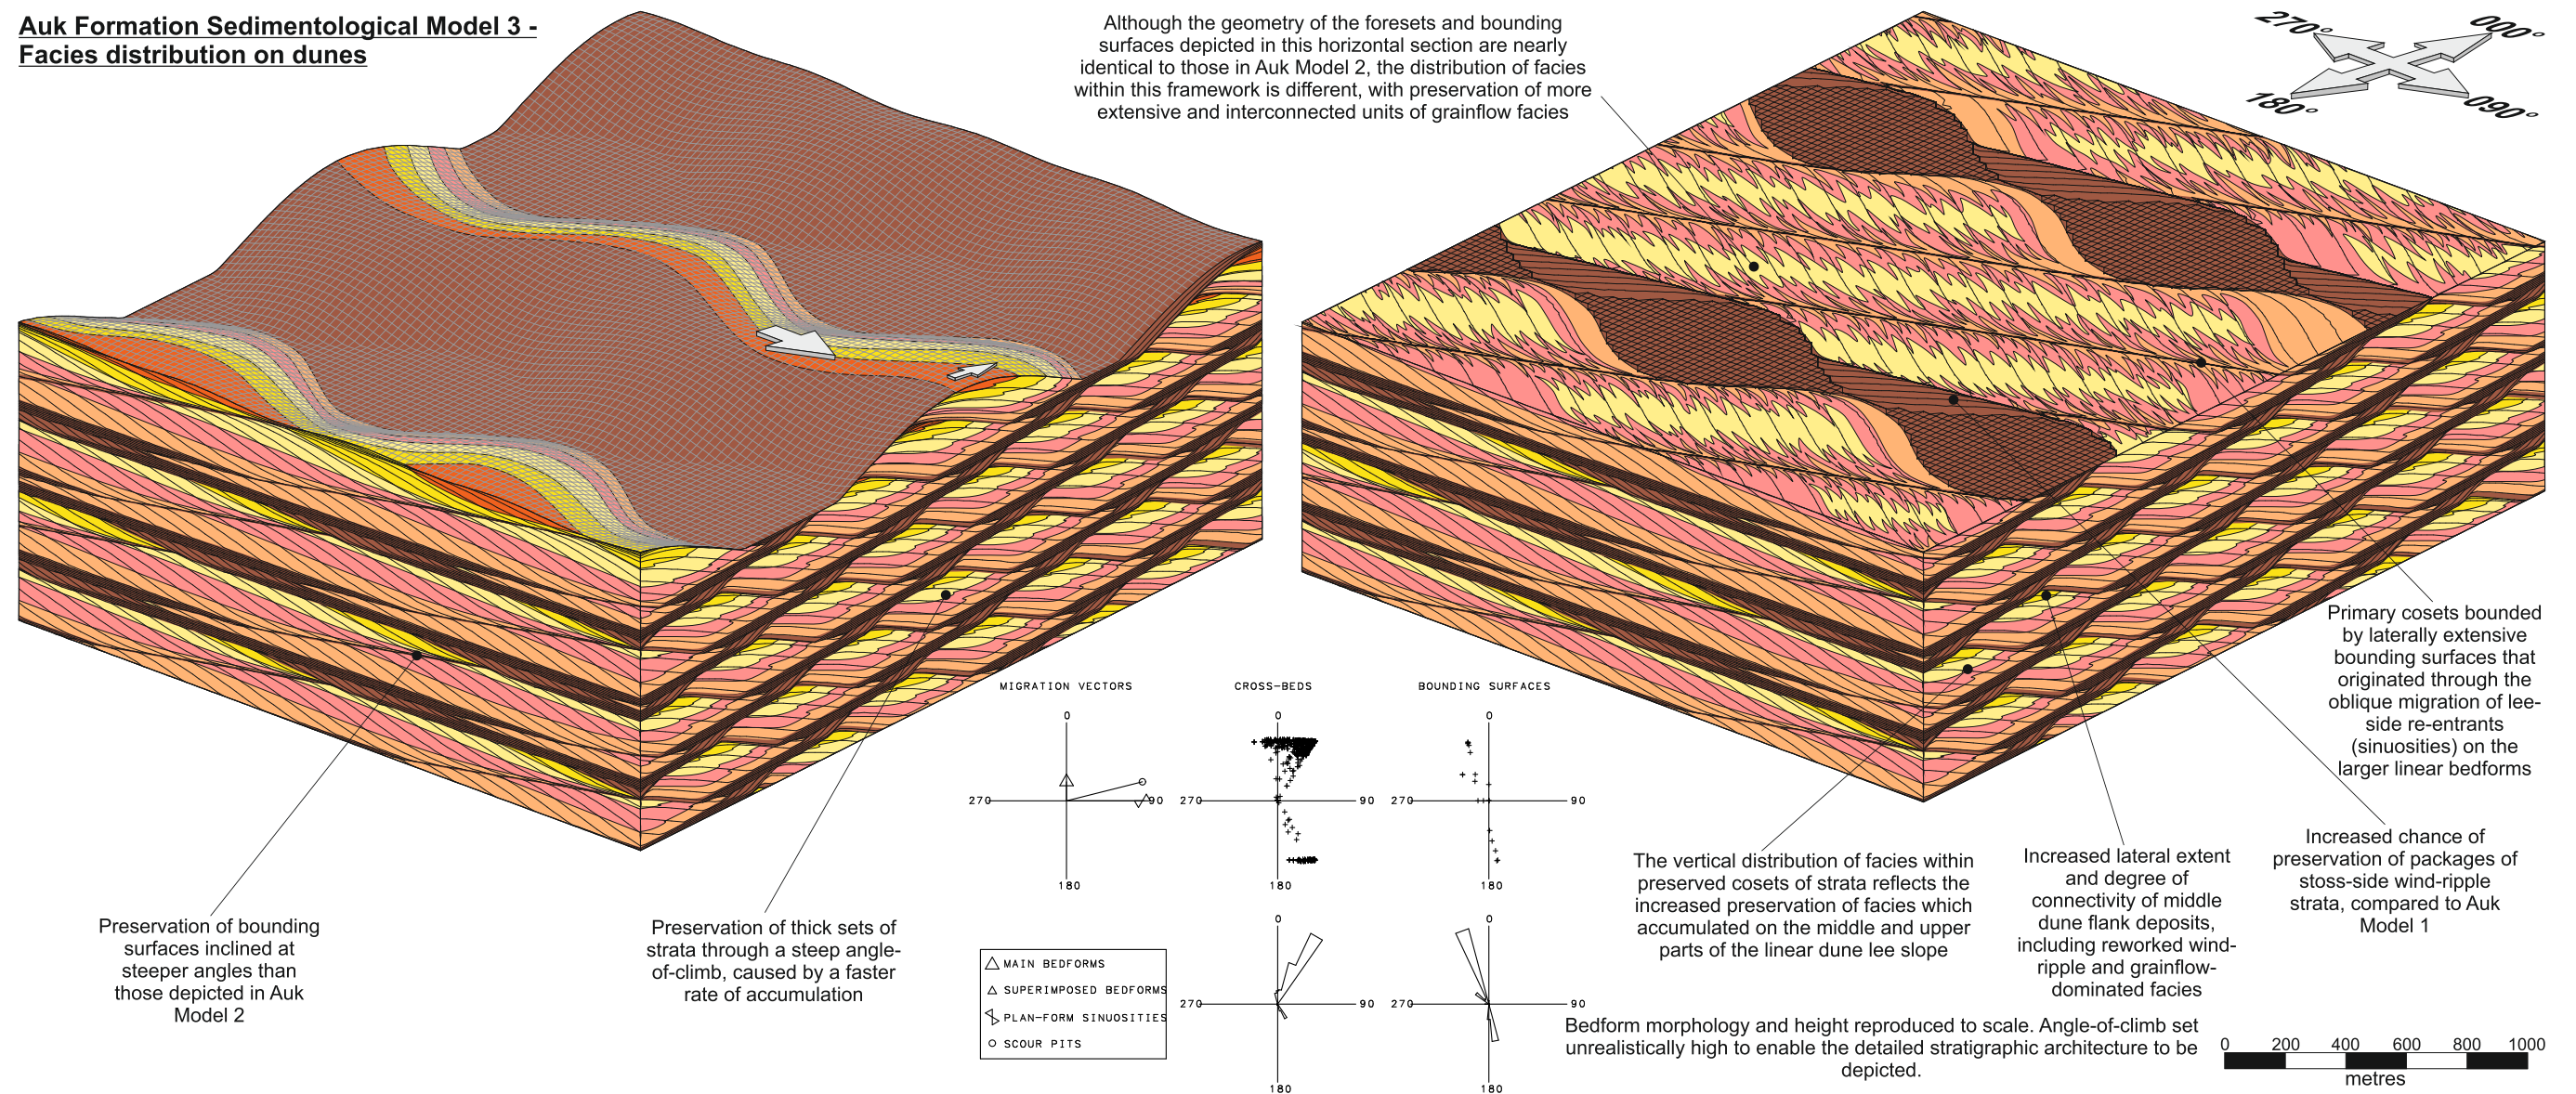 Auk Formation Sedimentological Model 3 -
Facies distribution on dunes
Although the geometry of the foresets and bounding
surfaces depicted in this horizontal section are nearly
identical to those in Auk Model 2, the distribution of facies
within this framework is different, with preservation of more
extensive and interconnected units of grainflow facies
270°
000°
180°
090°
Primary cosets bounded
by laterally extensive
bounding surfaces that
originated through the
oblique migration of lee-
side re-entrants
(sinuosities) on the
larger linear bedforms
MIGRATION VECTORS
0
270
90
180
CROSS-BEDS
0
270
90
180
BOUNDING SURFACES
0
270
90
180
0
270
90
180
0
270
90
180
MAIN BEDFORMS
SUPERIMPOSED BEDFORMS
PLAN-FORM SINUOSITIES
SCOUR PITS
Preservation of bounding
surfaces inclined at
steeper angles than
those depicted in Auk
Model 2
Preservation of thick sets of
strata through a steep angle-
of-climb, caused by a faster
rate of accumulation
The vertical distribution of facies within
preserved cosets of strata reflects the
increased preservation of facies which
accumulated on the middle and upper
parts of the linear dune lee slope
Increased lateral extent
and degree of
connectivity of middle
dune flank deposits,
including reworked wind-
ripple and grainflow-
dominated facies
Increased chance of
preservation of packages of
stoss-side wind-ripple
strata, compared to Auk
Model 1
Bedform morphology and height reproduced to scale. Angle-of-climb set
unrealistically high to enable the detailed stratigraphic architecture to be
depicted.
0 200 400 600 800 1000
metres